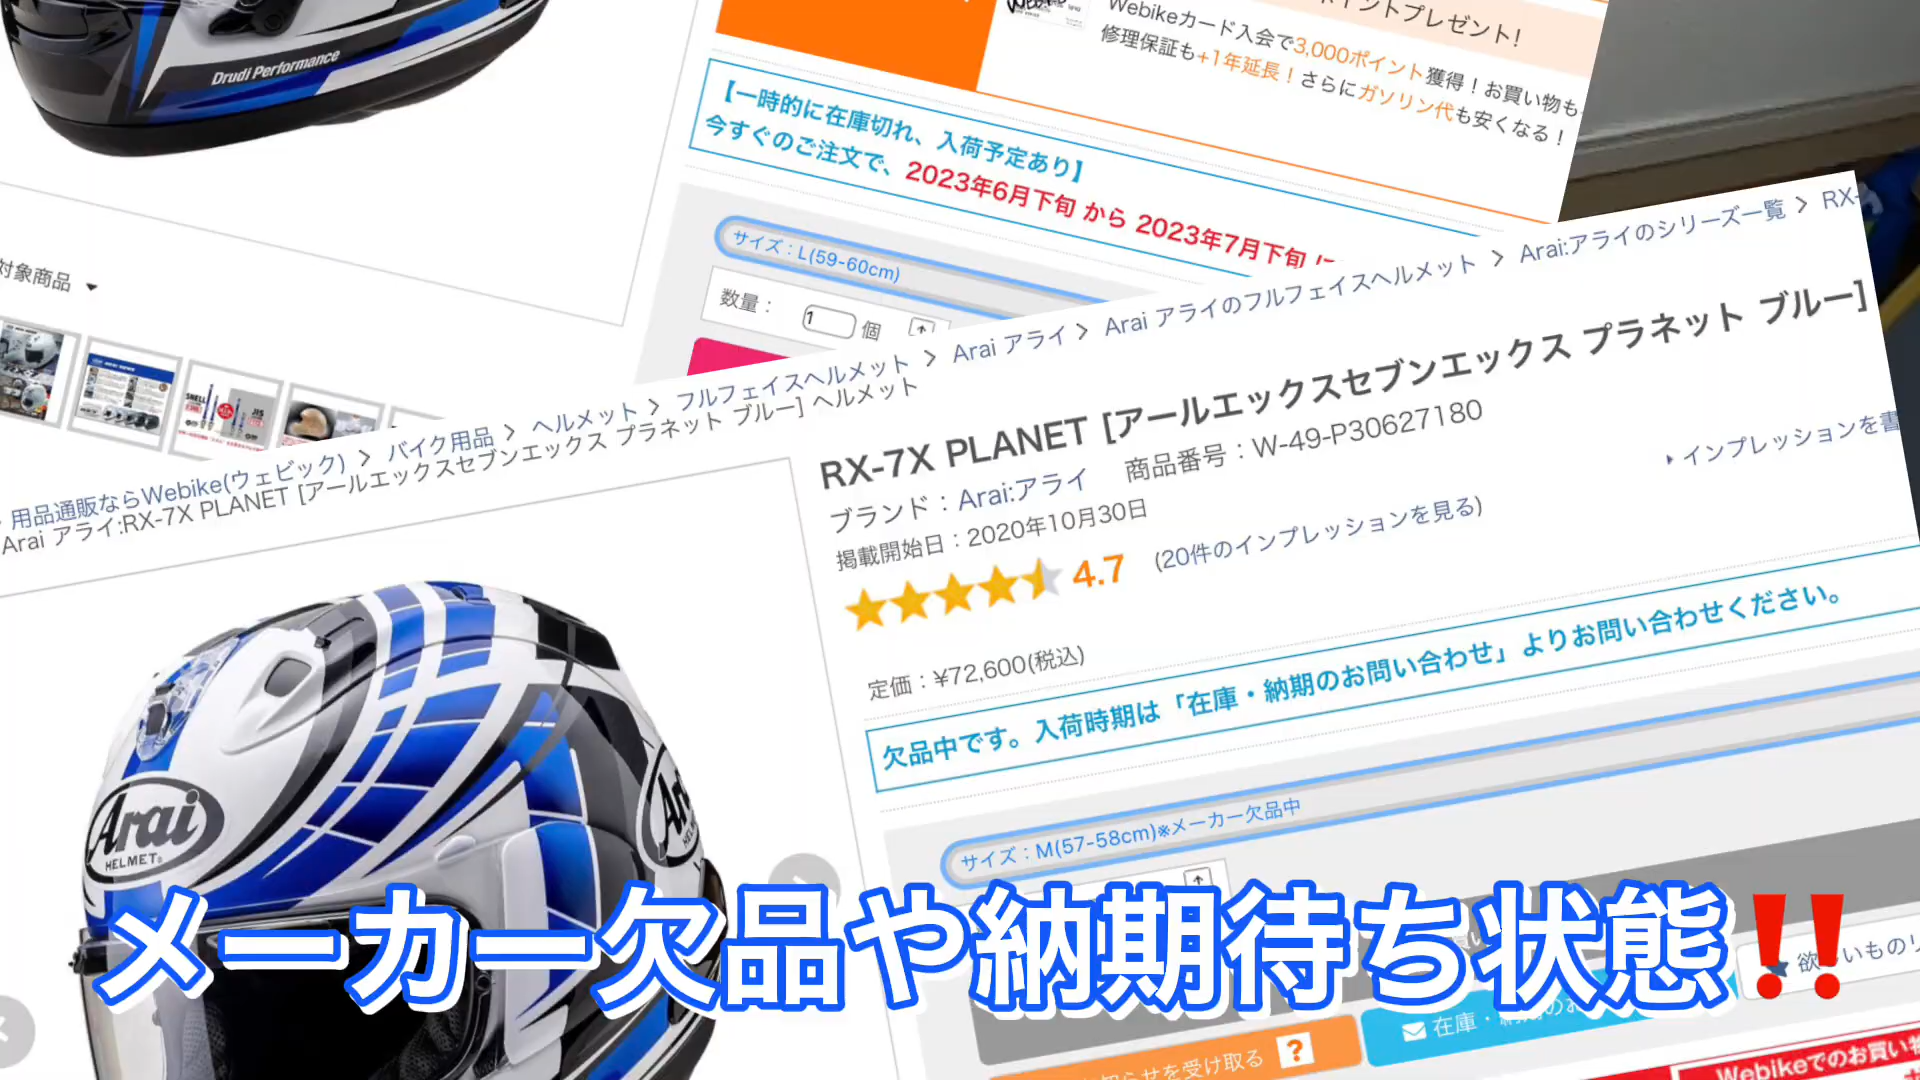 Drudi Performance
Webikeカード入会で3,000ポイント獲得！お買い物も
修理保証も+1年延長！さらにガソリン代も安くなる！
【一時的に在庫切れ、入荷予定あり】
今すぐのご注文で、2023年6月下旬 から 2023年7月下旬 に
サイズ：L(59-60cm)
数量：
1
個
対象商品
用品通販ならWebike(ウェビック) > バイク用品 > ヘルメット > フルフェイスヘルメット > Arai アライ > Arai アライのフルフェイスヘルメット > Arai:アライのシリーズ一覧 > RX-
Arai アライ:RX-7X PLANET [アールエックスセブンエックス プラネット ブルー] ヘルメット
RX-7X PLANET [アールエックスセブンエックス プラネット ブルー]
ブランド：Arai:アライ 商品番号：W-49-P30627180
掲載開始日：2020年10月30日
4.7 (20件のインプレッションを見る)
インプレッションを書
定価：¥72,600(税込)
欠品中です。入荷時期は「在庫・納期のお問い合わせ」よりお問い合わせください。
サイズ：M(57-58cm)※メーカー欠品中
Arai
HELMET
メーカー欠品や納期待ち状態‼
を受け取る ?
在庫・
Webikeでのお買い物